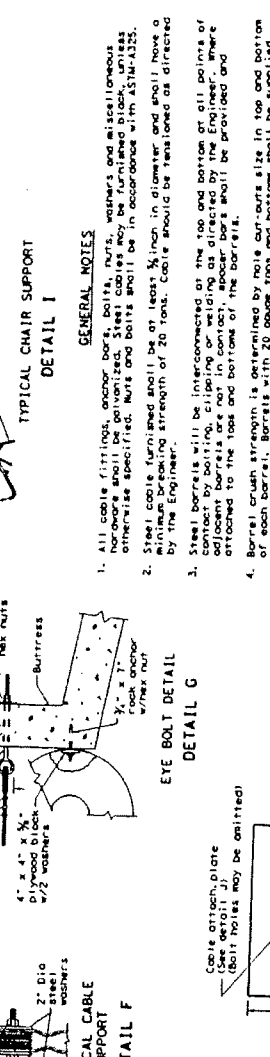 TYPICAL CHAIR SUPPORT
DETAIL I
GENERAL NOTES
1. All cable fittings, anchor bars, bolts, nuts, washers and miscellaneous
hardware shall be galvanized. Steel cables may be furnished black, unless
otherwise specified. Nuts and bolts shall be in accordance with ASTM-A325.
2. Steel cable furnished shall be at least ⅞ inch in diameter and shall have a
minimum breaking strength of 20 tons. Cable should be tensioned as directed
by the Engineer.
3. Steel barrels will be interconnected at the top and bottom at all points of
contact by bolting, clipping or welding as directed by the Engineer. Where
adjacent barrels are not in contact, spacer bars shall be provided and
attached to the tops and bottoms of the barrels.
4. Barrel crush strength is determined by hole cut-outs size in top and bottom
of each barrel. Barrels with 20 gauge tops and bottoms shall be supplied
hex nuts
Buttress
4" x 4" x ⅝"
plywood block
w/2 washers
¾" x 7"
rock anchor
w/hex nut
EYE BOLT DETAIL
DETAIL G
2" Dia
steel
washers
CAL CABLE
UPPORT
TAIL F
Cable attach. plate
(See detail J)
(Bolt holes may be omitted)